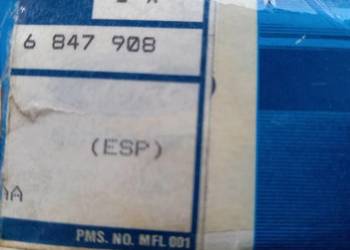 6 847 908
(ESP)
PMS. NO. MFL 001